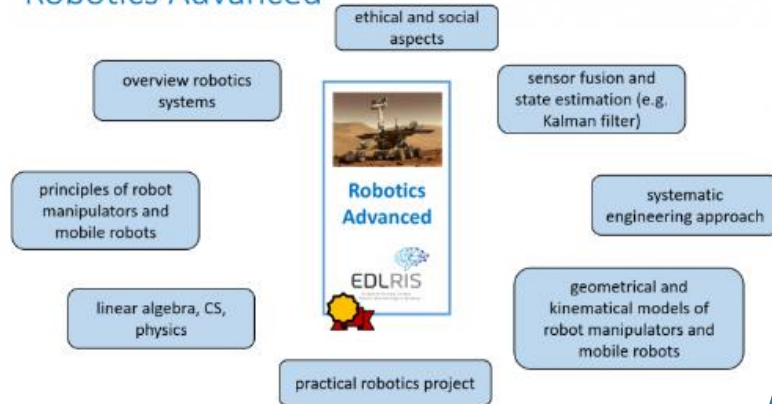 Robotics Advanced
ethical and social
aspects
overview robotics
systems
sensor fusion and
state estimation (e.g.
Kalman filter)
principles of robot
manipulators and
mobile robots
Robotics
Advanced
systematic
engineering approach
EDLRIS
linear algebra, CS,
physics
geometrical and
kinematical models of
robot manipulators and
mobile robots
practical robotics project